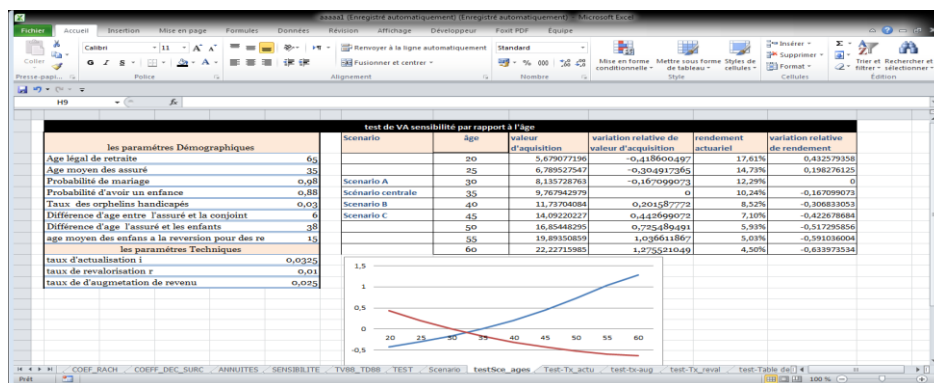 aaaaa1 (Enregistré automatiquement) (Enregistré automatiquement) - Microsoft Excel
Fichier Accueil Insertion Mise en page Formules Données Révision Affichage Développeur Foxit PDF Equipe
Coller Calibri 11 A A Renvoyer à la ligne automatiquement Standard Insérer Σ
Mise en forme conditionnelle Mettre sous forme de tableau Styles de cellules Supprimer Trier et filtrer Rechercher et sélectionner
G I S A Fusionner et centrer % 000 Format
Presse-papi... Police Alignement Nombre Style Cellules Édition
H9 fx
test de VA sensibilité par rapport à l'âge
les paramétres Démographiques Scenario âge valeur d'aquisition variation relative de valeur d'acquisition rendement actuariel variation relative de rendement
Age légal de retraite 65 20 5,679077196 -0,418600497 17,61% 0,432579358
Age moyen des assuré 35 25 6,789527547 -0,304917365 14,73% 0,198276125
Probabilité de mariage 0,98 Scenario A 30 8,135728763 -0,167099073 12,29% 0
Probabilité d'avoir un enfance 0,88 Scénario centrale 35 9,767942979 0 10,24% -0,167099073
Taux des orphelins handicapés 0,03 Scenario B 40 11,73704084 0,201587772 8,52% -0,306833053
Différence d'age entre l'assuré et la conjoint 6 Scenario C 45 14,09220227 0,442699072 7,10% -0,422678684
Différence d'age l'assuré et les enfants 38 50 16,85448295 0,725489491 5,93% -0,517295856
age moyen des enfans a la reversion pour des re 15 55 19,89350859 1,036611867 5,03% -0,591036004
les paramétres Techniques 60 22,22715985 1,275521049 4,50% -0,633973534
taux d'actualisation i 0,0325
taux de revalorisation r 0,01
taux de d'augmetation de revenu 0,025
1,5
1
0,5
0
20 25 30 35 40 45 50 55 60
-0,5
COEF_RACH COEFF_DEC_SURC ANNUITES SENSIBILITE TV88_TD88 TEST Scenario testSce_ages Test-Tx_actu test-tx-aug Test-Tx_reval test-Table de
Prêt 100 %